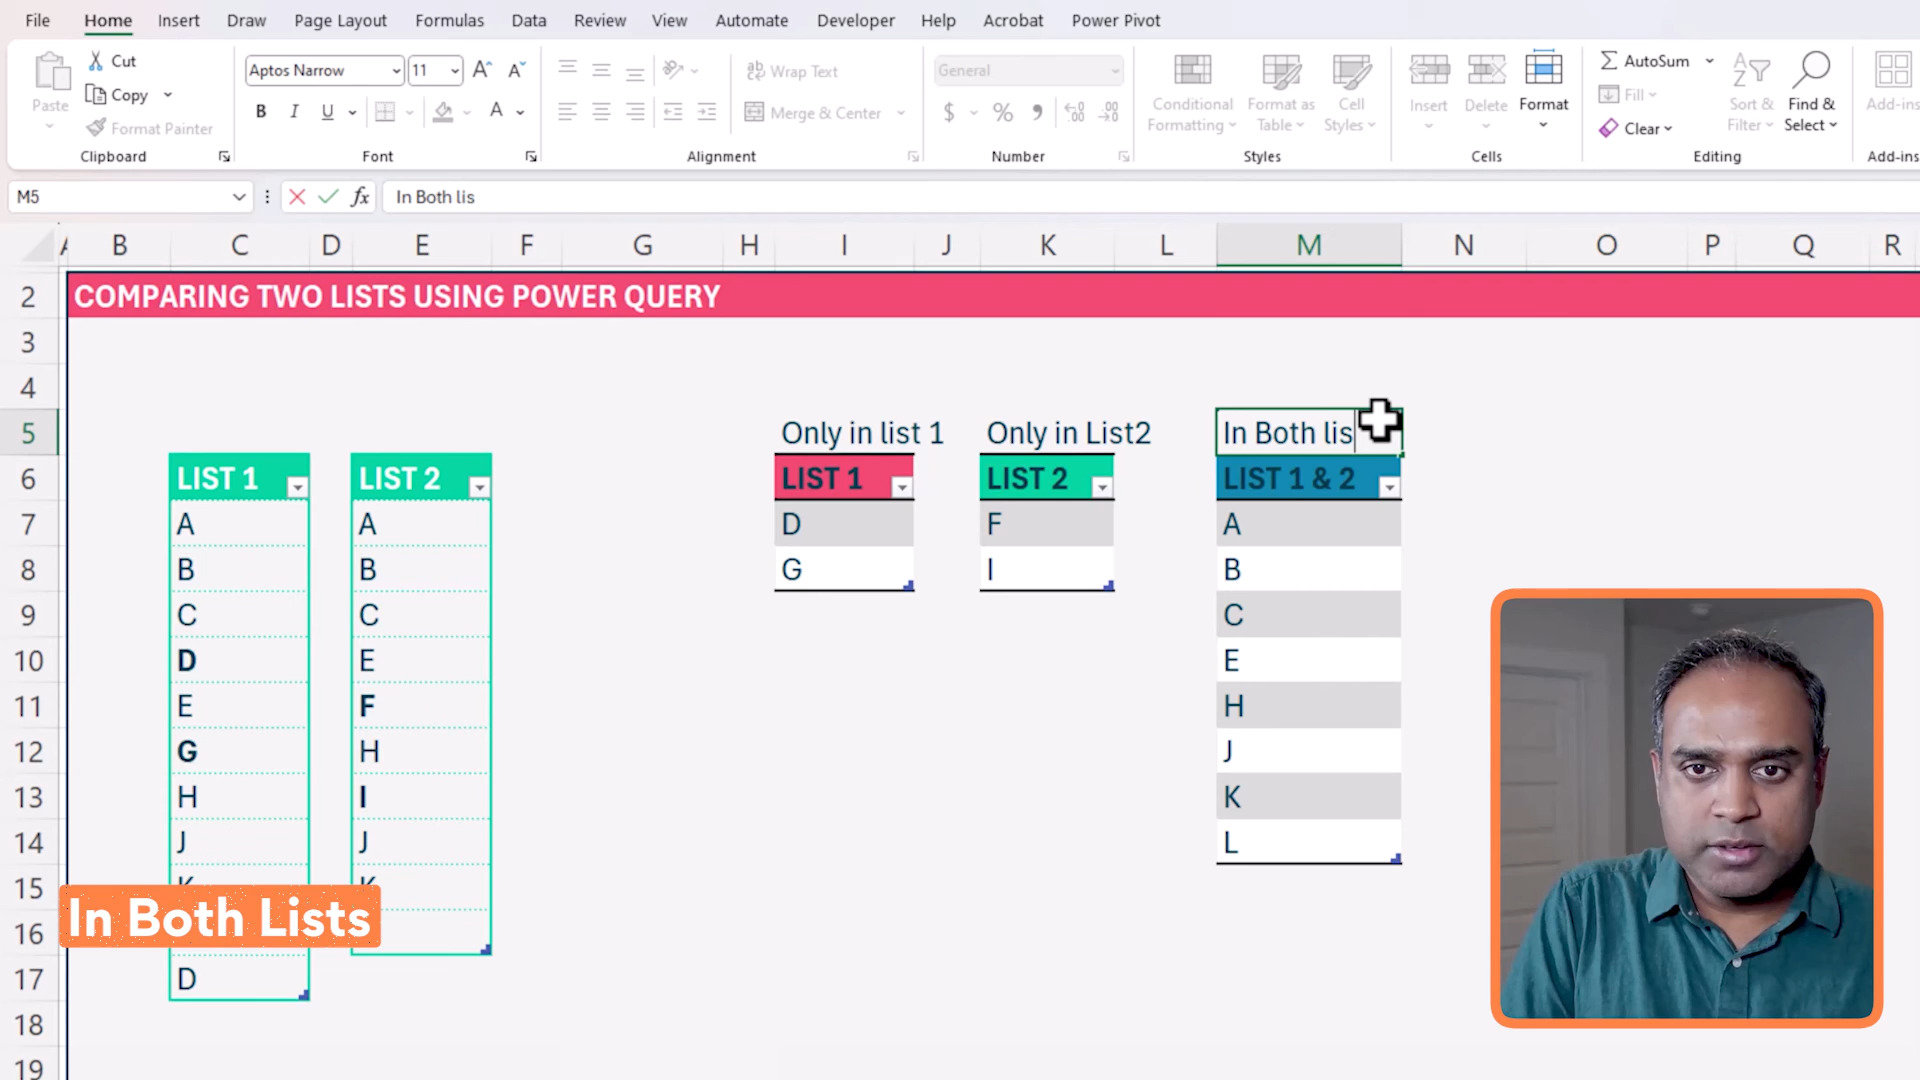 File Home Insert Draw Page Layout Formulas Data Review View Automate Developer Help Acrobat Power Pivot
Paste
Cut
Copy
Format Painter
Clipboard
Aptos Narrow 11
B I U A
Font
Wrap Text
Merge & Center
Alignment
General
$ %
Number
Conditional Formatting
Format as Table
Cell Styles
Styles
Insert Delete Format
Cells
AutoSum
Fill
Clear
Sort & Filter
Find & Select
Editing
Add-ins
Add-ins
M5 fx In Both lis
A B C D E F G H I J K L M N O P Q R
2 COMPARING TWO LISTS USING POWER QUERY
3
4
5 Only in list 1 Only in List2 In Both lis
6 LIST 1 LIST 2 LIST 1 LIST 2 LIST 1 & 2
7 A A D F A
8 B B G I B
9 C C C
10 D E E
11 E F H
12 G H J
13 H I K
14 J J L
15 K K
16
In Both Lists
17 D
18
19